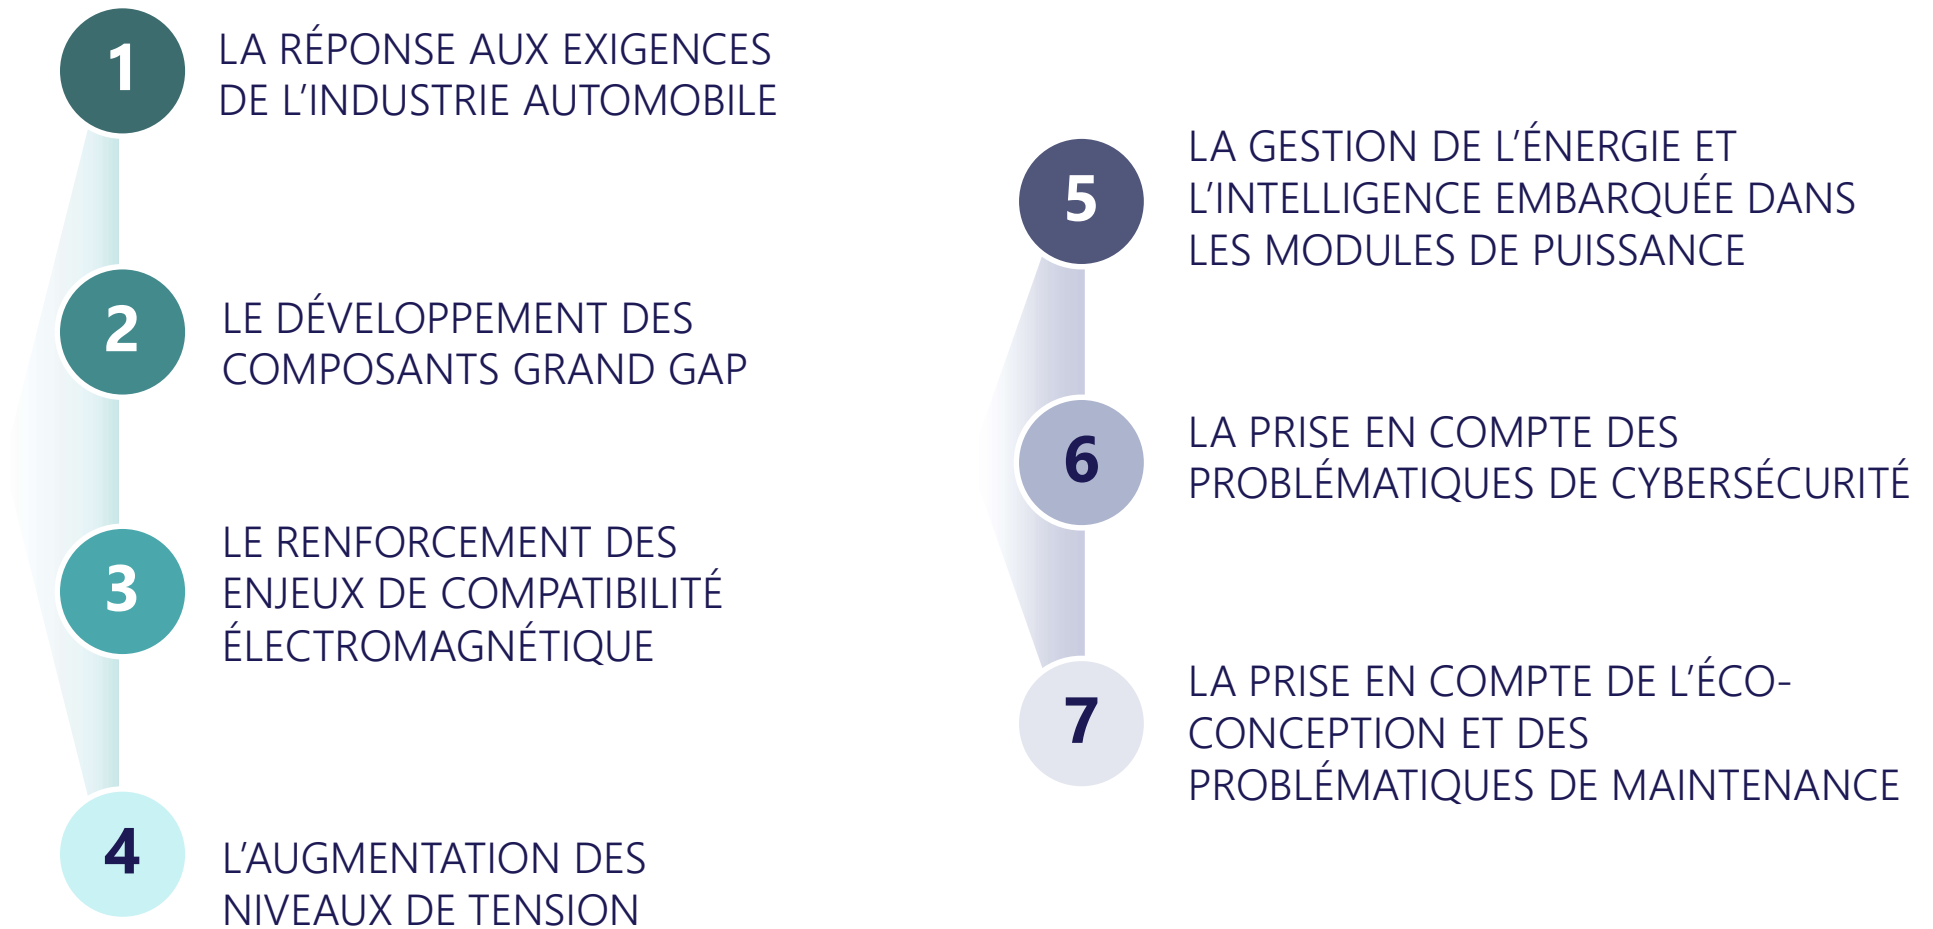 1
LA RÉPONSE AUX EXIGENCES
DE L’INDUSTRIE AUTOMOBILE
2
LE DÉVELOPPEMENT DES
COMPOSANTS GRAND GAP
3
LE RENFORCEMENT DES
ENJEUX DE COMPATIBILITÉ
ÉLECTROMAGNÉTIQUE
4
L’AUGMENTATION DES
NIVEAUX DE TENSION
5
LA GESTION DE L’ÉNERGIE ET
L’INTELLIGENCE EMBARQUÉE DANS
LES MODULES DE PUISSANCE
6
LA PRISE EN COMPTE DES
PROBLÉMATIQUES DE CYBERSÉCURITÉ
7
LA PRISE EN COMPTE DE L’ÉCO-
CONCEPTION ET DES
PROBLÉMATIQUES DE MAINTENANCE